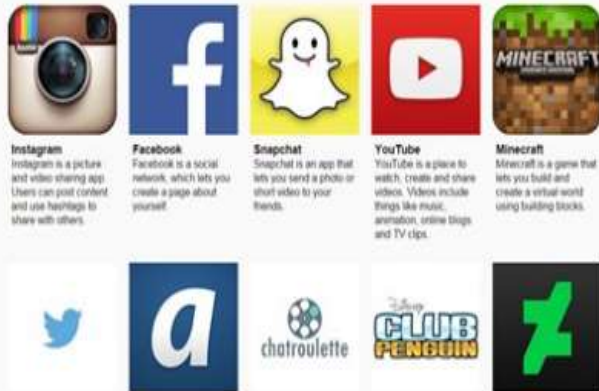 Instagram
Instagram is a picture
and video sharing app.
Users can post content
and use hashtags to
share with others.
Facebook
Facebook is a social
network, which lets you
create a page about
yourself.
Snapchat
Snapchat is an app that
lets you send a photo or
short video to your
friends.
YouTube
YouTube is a place to
watch, create and share
videos. Videos include
things like music,
animation, online blogs
and TV clips.
MINECRAFT
Minecraft
Minecraft is a game that
lets you build and
create a virtual world
using building blocks.
f
a
chatroulette
Disney
CLUB
PENGUIN